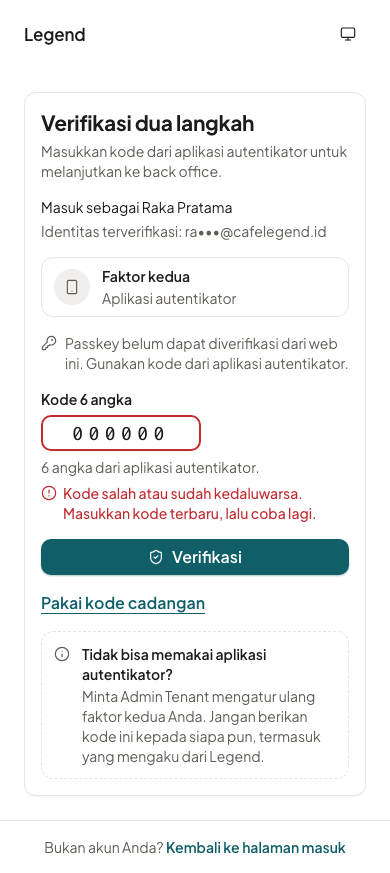 Legend
Verifikasi dua langkah
Masukkan kode dari aplikasi autentikator untuk
melanjutkan ke back office.
Masuk sebagai Raka Pratama
Identitas terverifikasi: ra•••@cafelegend.id
Faktor kedua
Aplikasi autentikator
Passkey belum dapat diverifikasi dari web
ini. Gunakan kode dari aplikasi autentikator.
Kode 6 angka
000000
6 angka dari aplikasi autentikator.
Kode salah atau sudah kedaluwarsa.
Masukkan kode terbaru, lalu coba lagi.
Verifikasi
Pakai kode cadangan
Tidak bisa memakai aplikasi
autentikator?
Minta Admin Tenant mengatur ulang
faktor kedua Anda. Jangan berikan
kode ini kepada siapa pun, termasuk
yang mengaku dari Legend.
Bukan akun Anda? Kembali ke halaman masuk